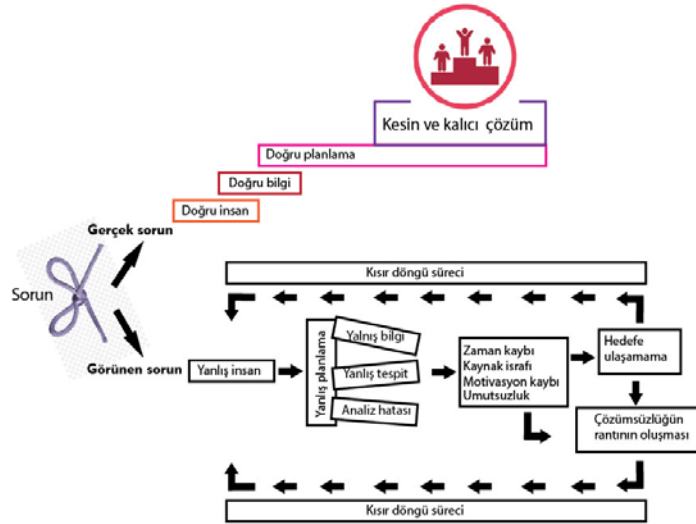 Kesin ve kalıcı çözüm
Doğru planlama
Doğru bilgi
Doğru insan
Gerçek sorun
Sorun
Görünen sorun
Kısır döngü süreci
Yanlış insan
Yanlış planlama
Yalnış bilgi
Yanlış tespit
Analiz hatası
Zaman kaybı
Kaynak israfı
Motivasyon kaybı
Umutsuzluk
Hedefe
ulaşamama
Çözümsüzlüğün
rantının oluşması
Kısır döngü süreci